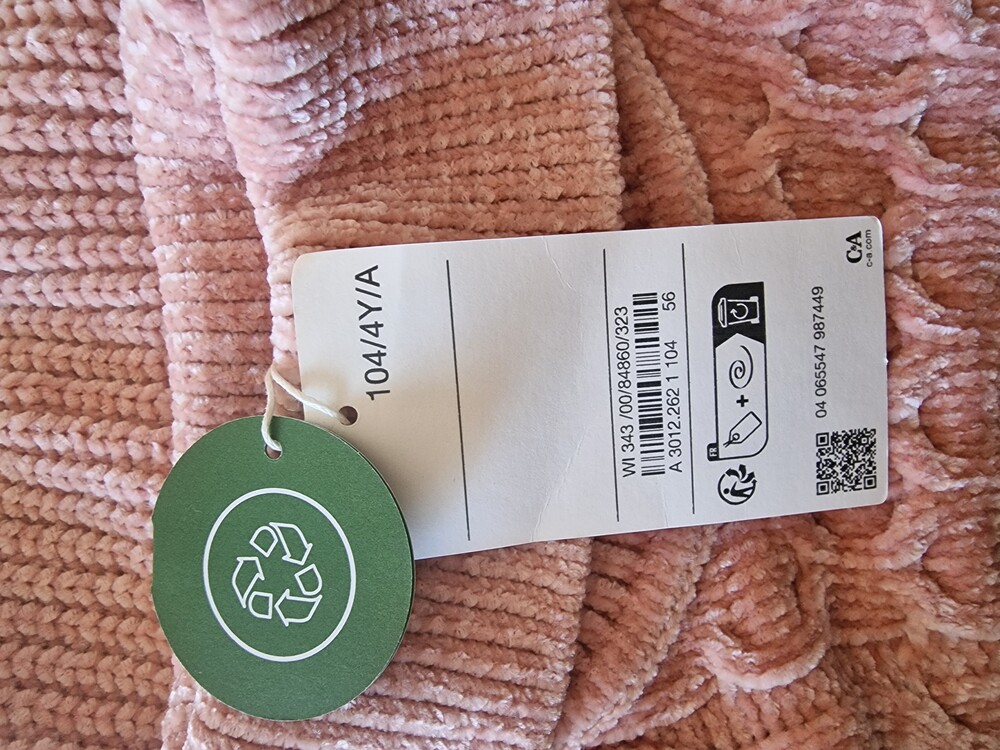 104/4Y/A
WI 343 /00/84860/323
A 3012.262 1 104 56
FR
04 065547 987449
C&A
c-a.com